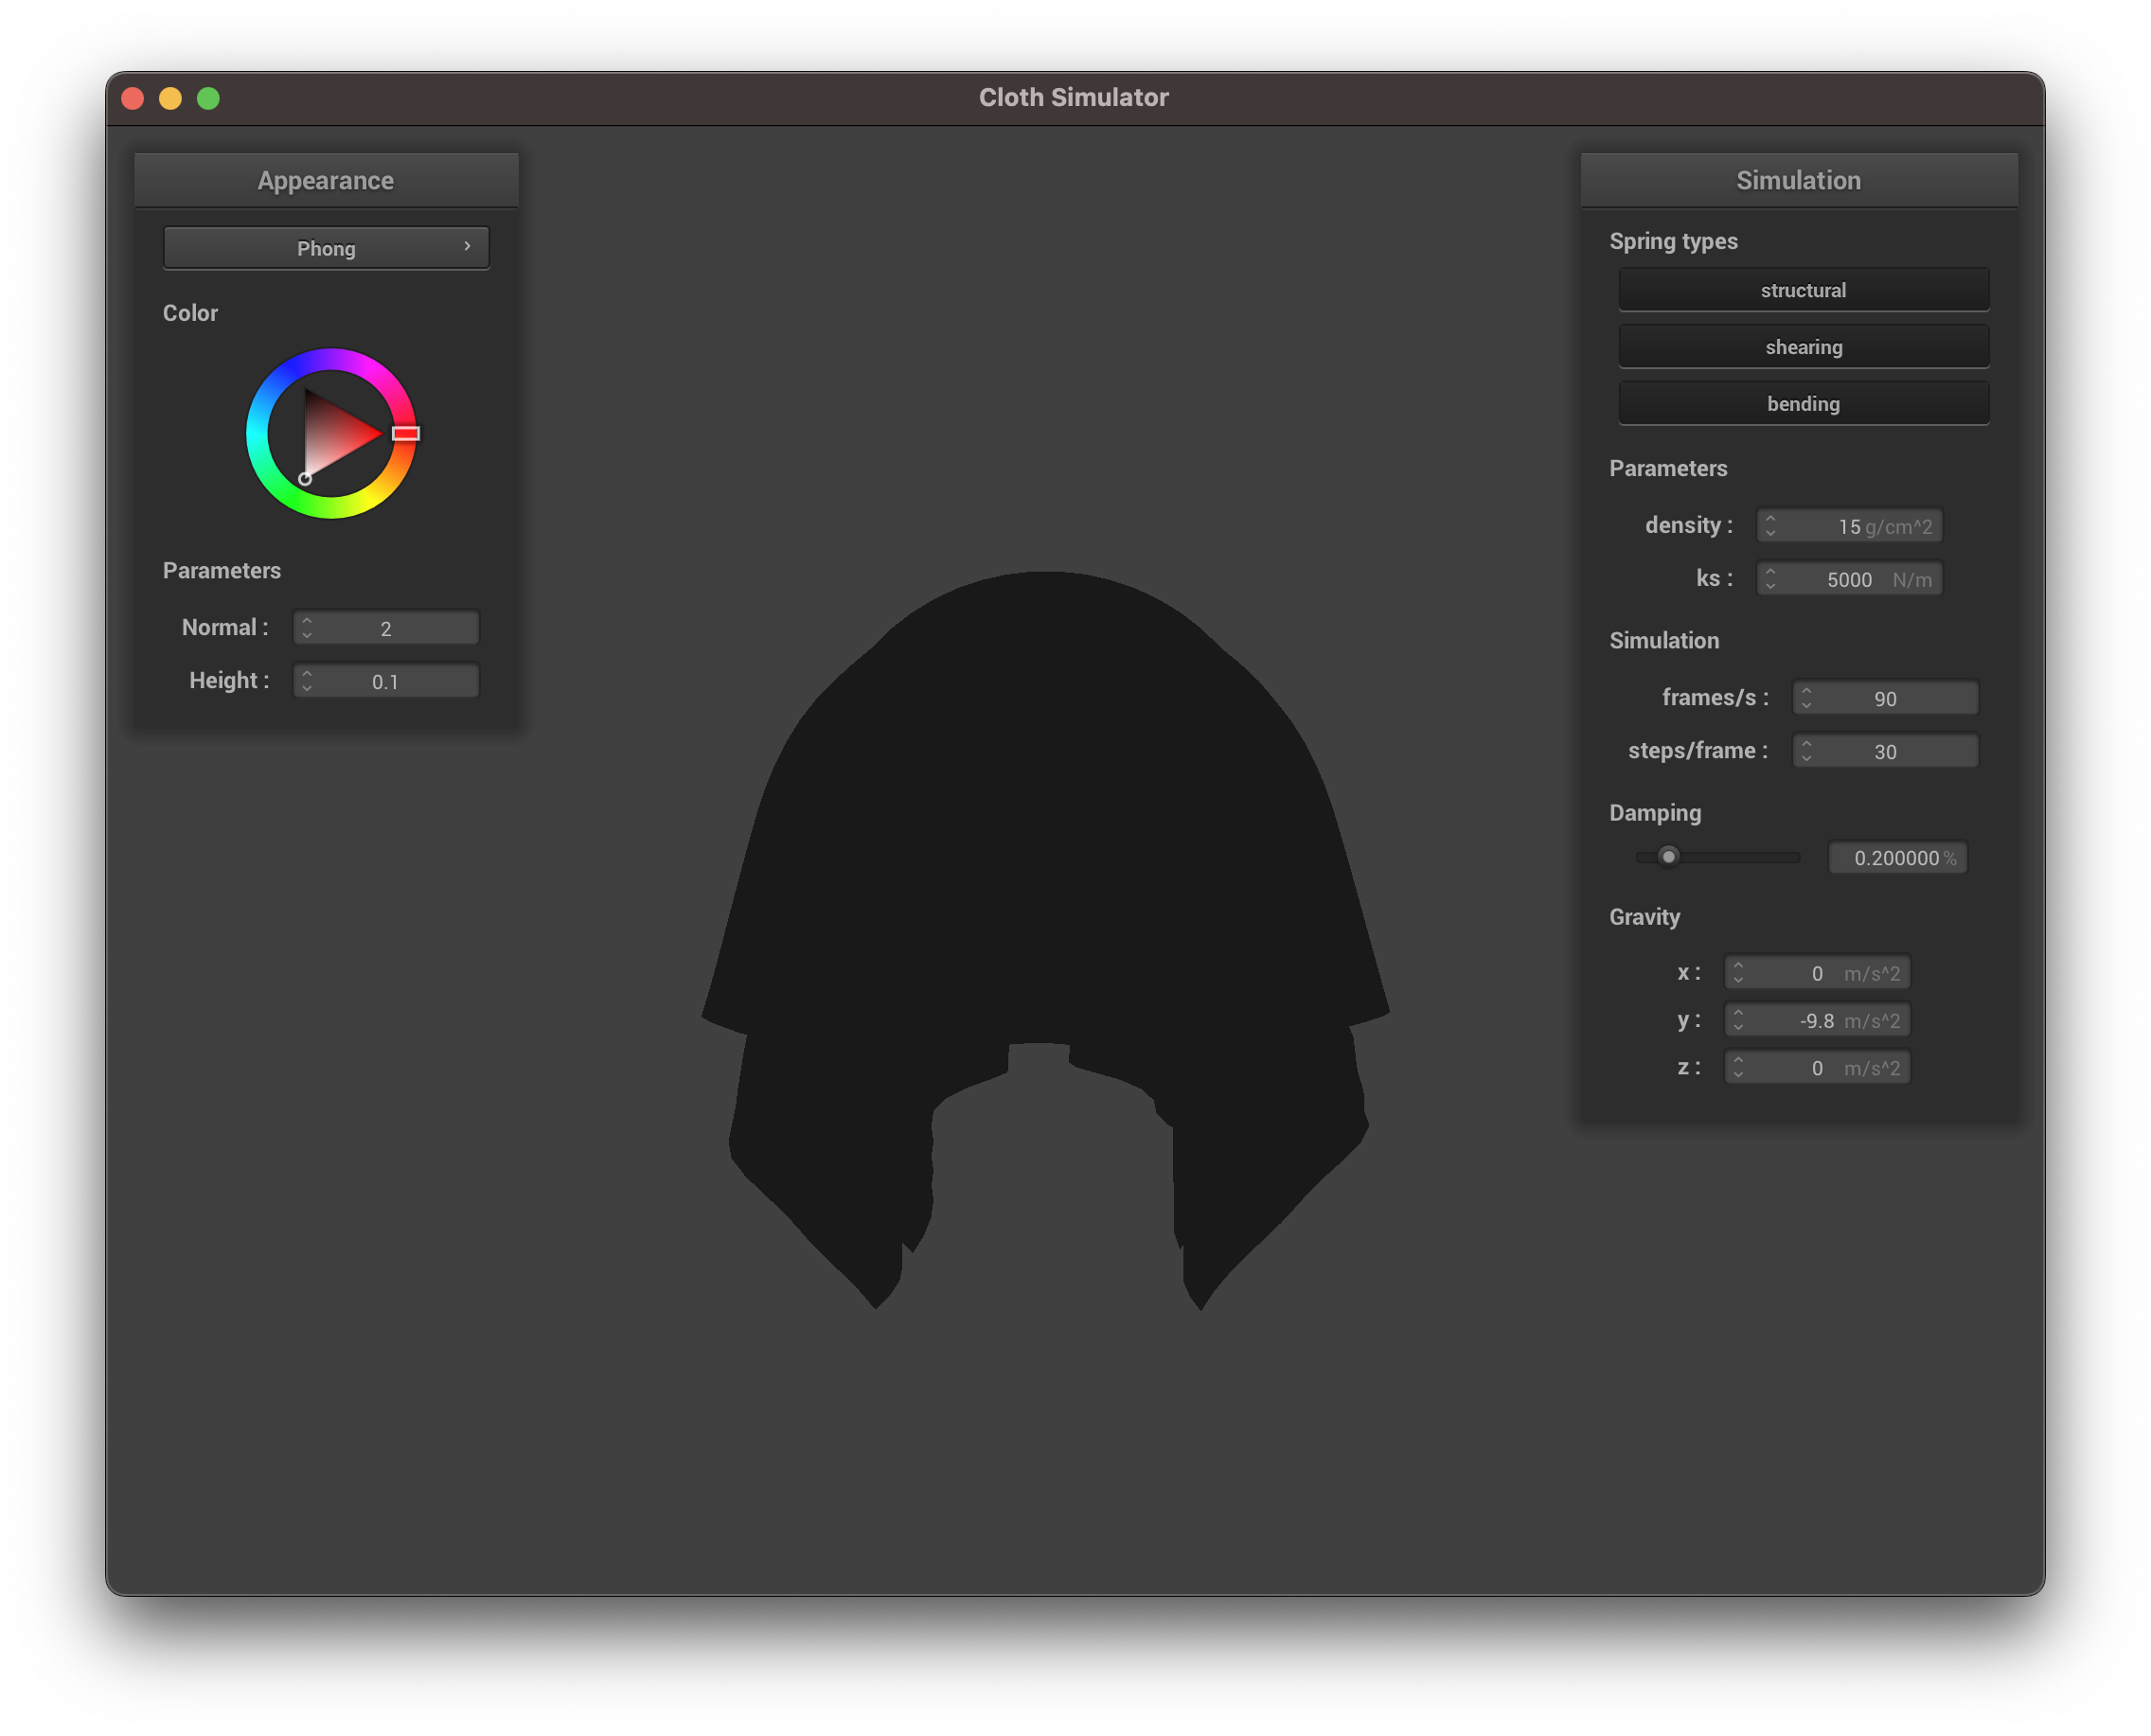 Cloth Simulator
Appearance
Phong
Color
Parameters
Normal : 2
Height : 0.1
Simulation
Spring types
structural
shearing
bending
Parameters
density : 15 g/cm^2
ks : 5000 N/m
Simulation
frames/s : 90
steps/frame : 30
Damping
0.200000 %
Gravity
x : 0 m/s^2
y : -9.8 m/s^2
z : 0 m/s^2